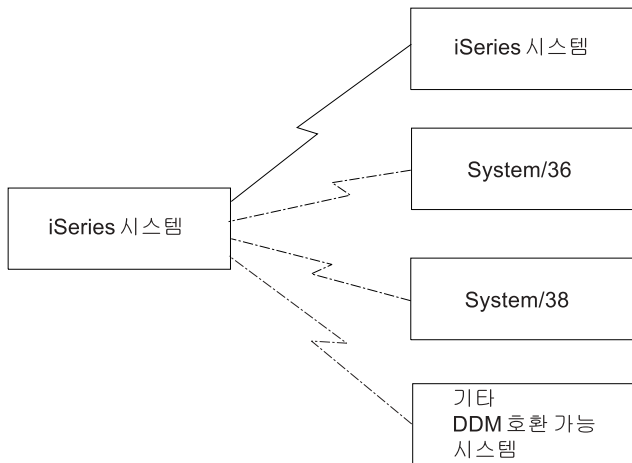 iSeries 시스템
System/36
iSeries 시스템
System/38
기타
DDM 호환 가능
시스템